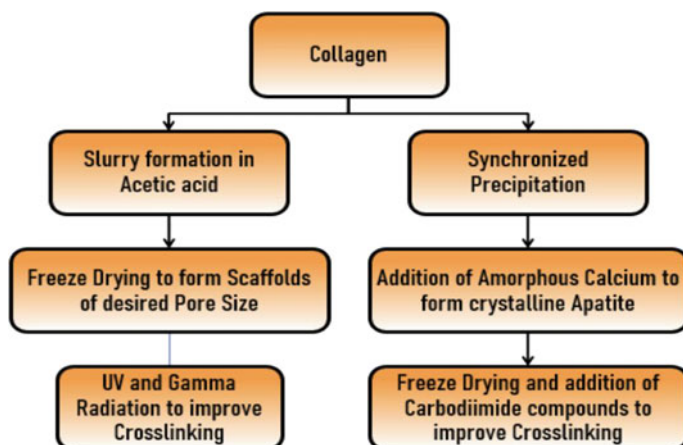 Collagen
Slurry formation in
Acetic acid
Synchronized
Precipitation
Freeze Drying to form Scaffolds
of desired Pore Size
Addition of Amorphous Calcium to
form crystalline Apatite
UV and Gamma
Radiation to improve
Crosslinking
Freeze Drying and addition of
Carbodiimide compounds to
improve Crosslinking